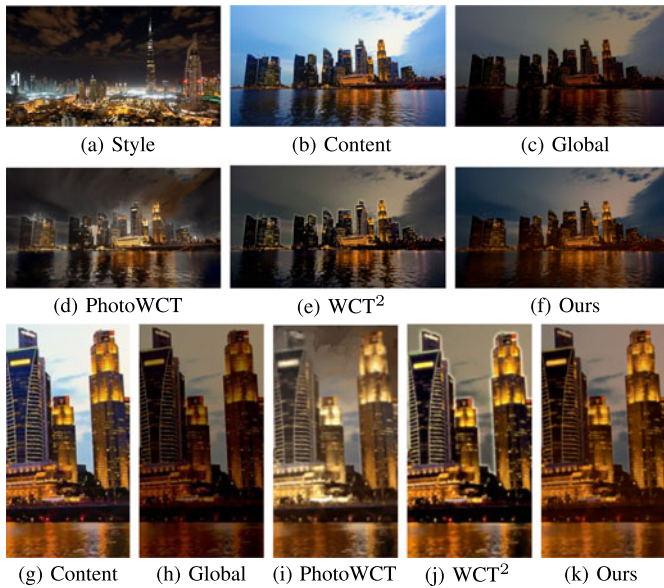 (a) Style (b) Content (c) Global
(d) PhotoWCT (e) WCT² (f) Ours
(g) Content (h) Global (i) PhotoWCT (j) WCT² (k) Ours